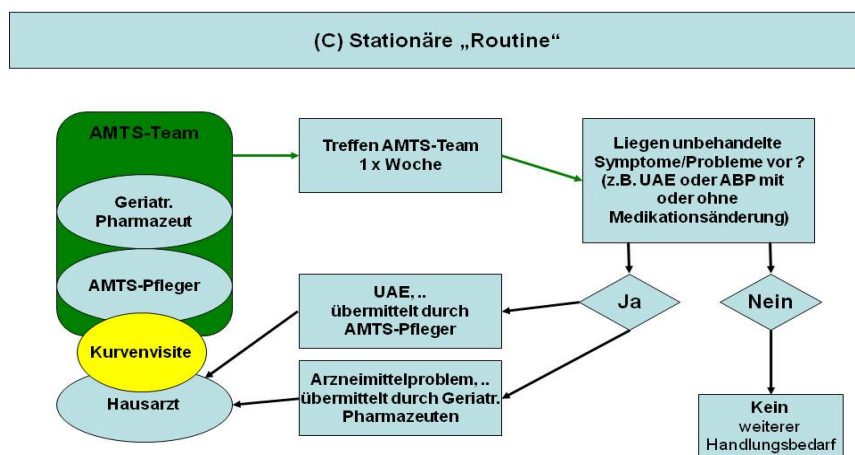 (C) Stationäre „Routine“
AMTS-Team
Geriatr.
Pharmazeut
AMTS-Pfleger
Kurvenvisite
Hausarzt
Treffen AMTS-Team
1 x Woche
Liegen unbehandelte
Symptome/Probleme vor ?
(z.B. UAE oder ABP mit
oder ohne
Medikationsänderung)
Ja
Nein
UAE, ..
übermittelt durch
AMTS-Pfleger
Arzneimittelproblem, ..
übermittelt durch Geriatr.
Pharmazeuten
Kein
weiterer
Handlungsbedarf